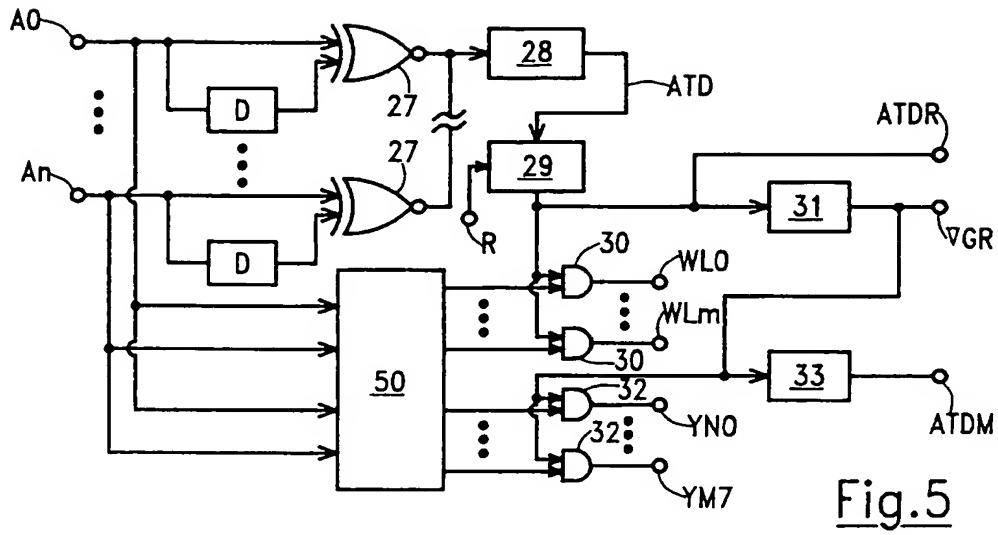 A0
27
28
ATD
D
ATDR
An
27
29
31
∇GR
R
D
30
WL0
WLm
30
50
33
32
YN0
ATDM
32
YM7
Fig.5